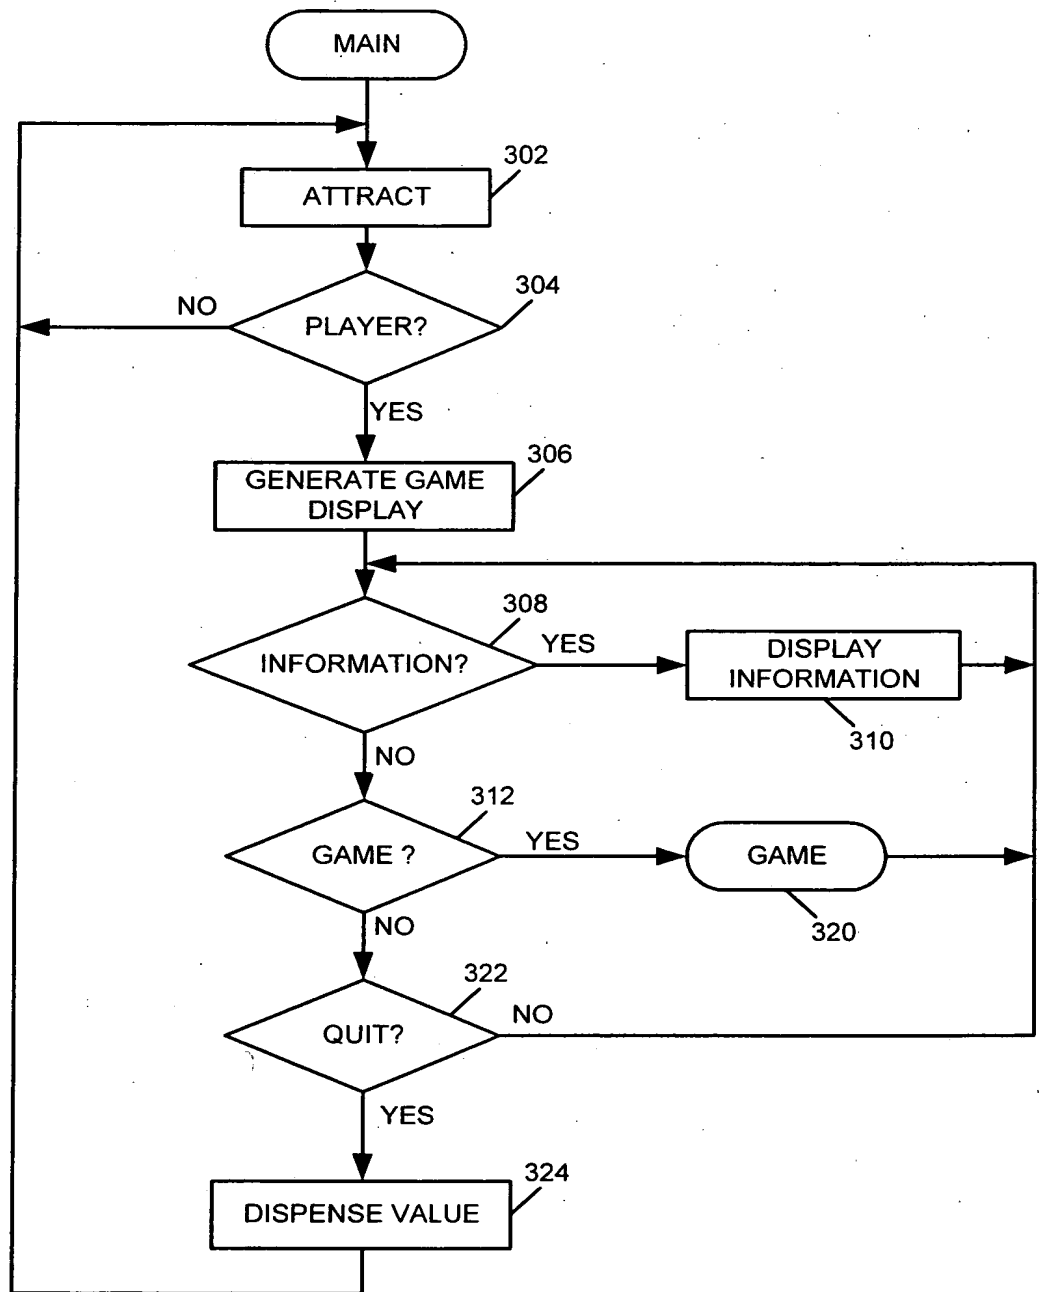 MAIN
302
ATTRACT
304
NO
PLAYER?
YES
306
GENERATE GAME
DISPLAY
308
YES
INFORMATION?
DISPLAY
INFORMATION
310
NO
312
YES
GAME ?
GAME
320
NO
322
NO
QUIT?
YES
324
DISPENSE VALUE